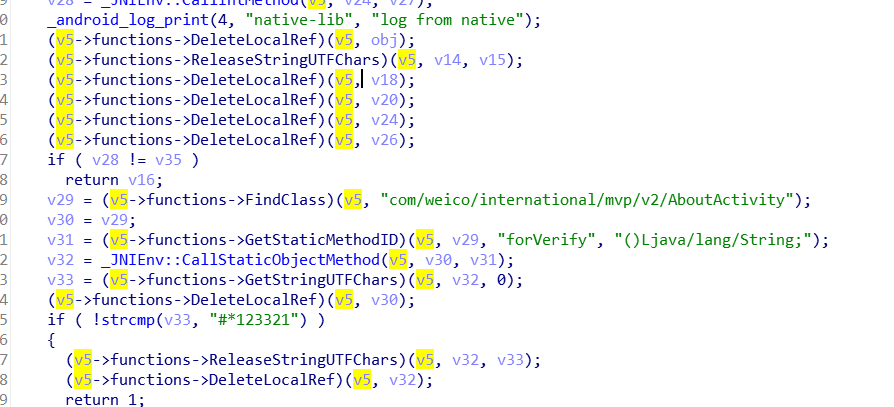 9 v28 = _JNIEnv::CallIntMethod(v5, v24, v27);
0 _android_log_print(4, "native-lib", "log from native");
1 (v5->functions->DeleteLocalRef)(v5, obj);
2 (v5->functions->ReleaseStringUTFChars)(v5, v14, v15);
3 (v5->functions->DeleteLocalRef)(v5, v18);
4 (v5->functions->DeleteLocalRef)(v5, v20);
5 (v5->functions->DeleteLocalRef)(v5, v24);
6 (v5->functions->DeleteLocalRef)(v5, v26);
7 if ( v28 != v35 )
8 return v16;
9 v29 = (v5->functions->FindClass)(v5, "com/weico/international/mvp/v2/AboutActivity");
0 v30 = v29;
1 v31 = (v5->functions->GetStaticMethodID)(v5, v29, "forVerify", "()Ljava/lang/String;");
2 v32 = _JNIEnv::CallStaticObjectMethod(v5, v30, v31);
3 v33 = (v5->functions->GetStringUTFChars)(v5, v32, 0);
4 (v5->functions->DeleteLocalRef)(v5, v30);
5 if ( !strcmp(v33, "#*123321") )
6 {
7 (v5->functions->ReleaseStringUTFChars)(v5, v32, v33);
8 (v5->functions->DeleteLocalRef)(v5, v32);
9 return 1;